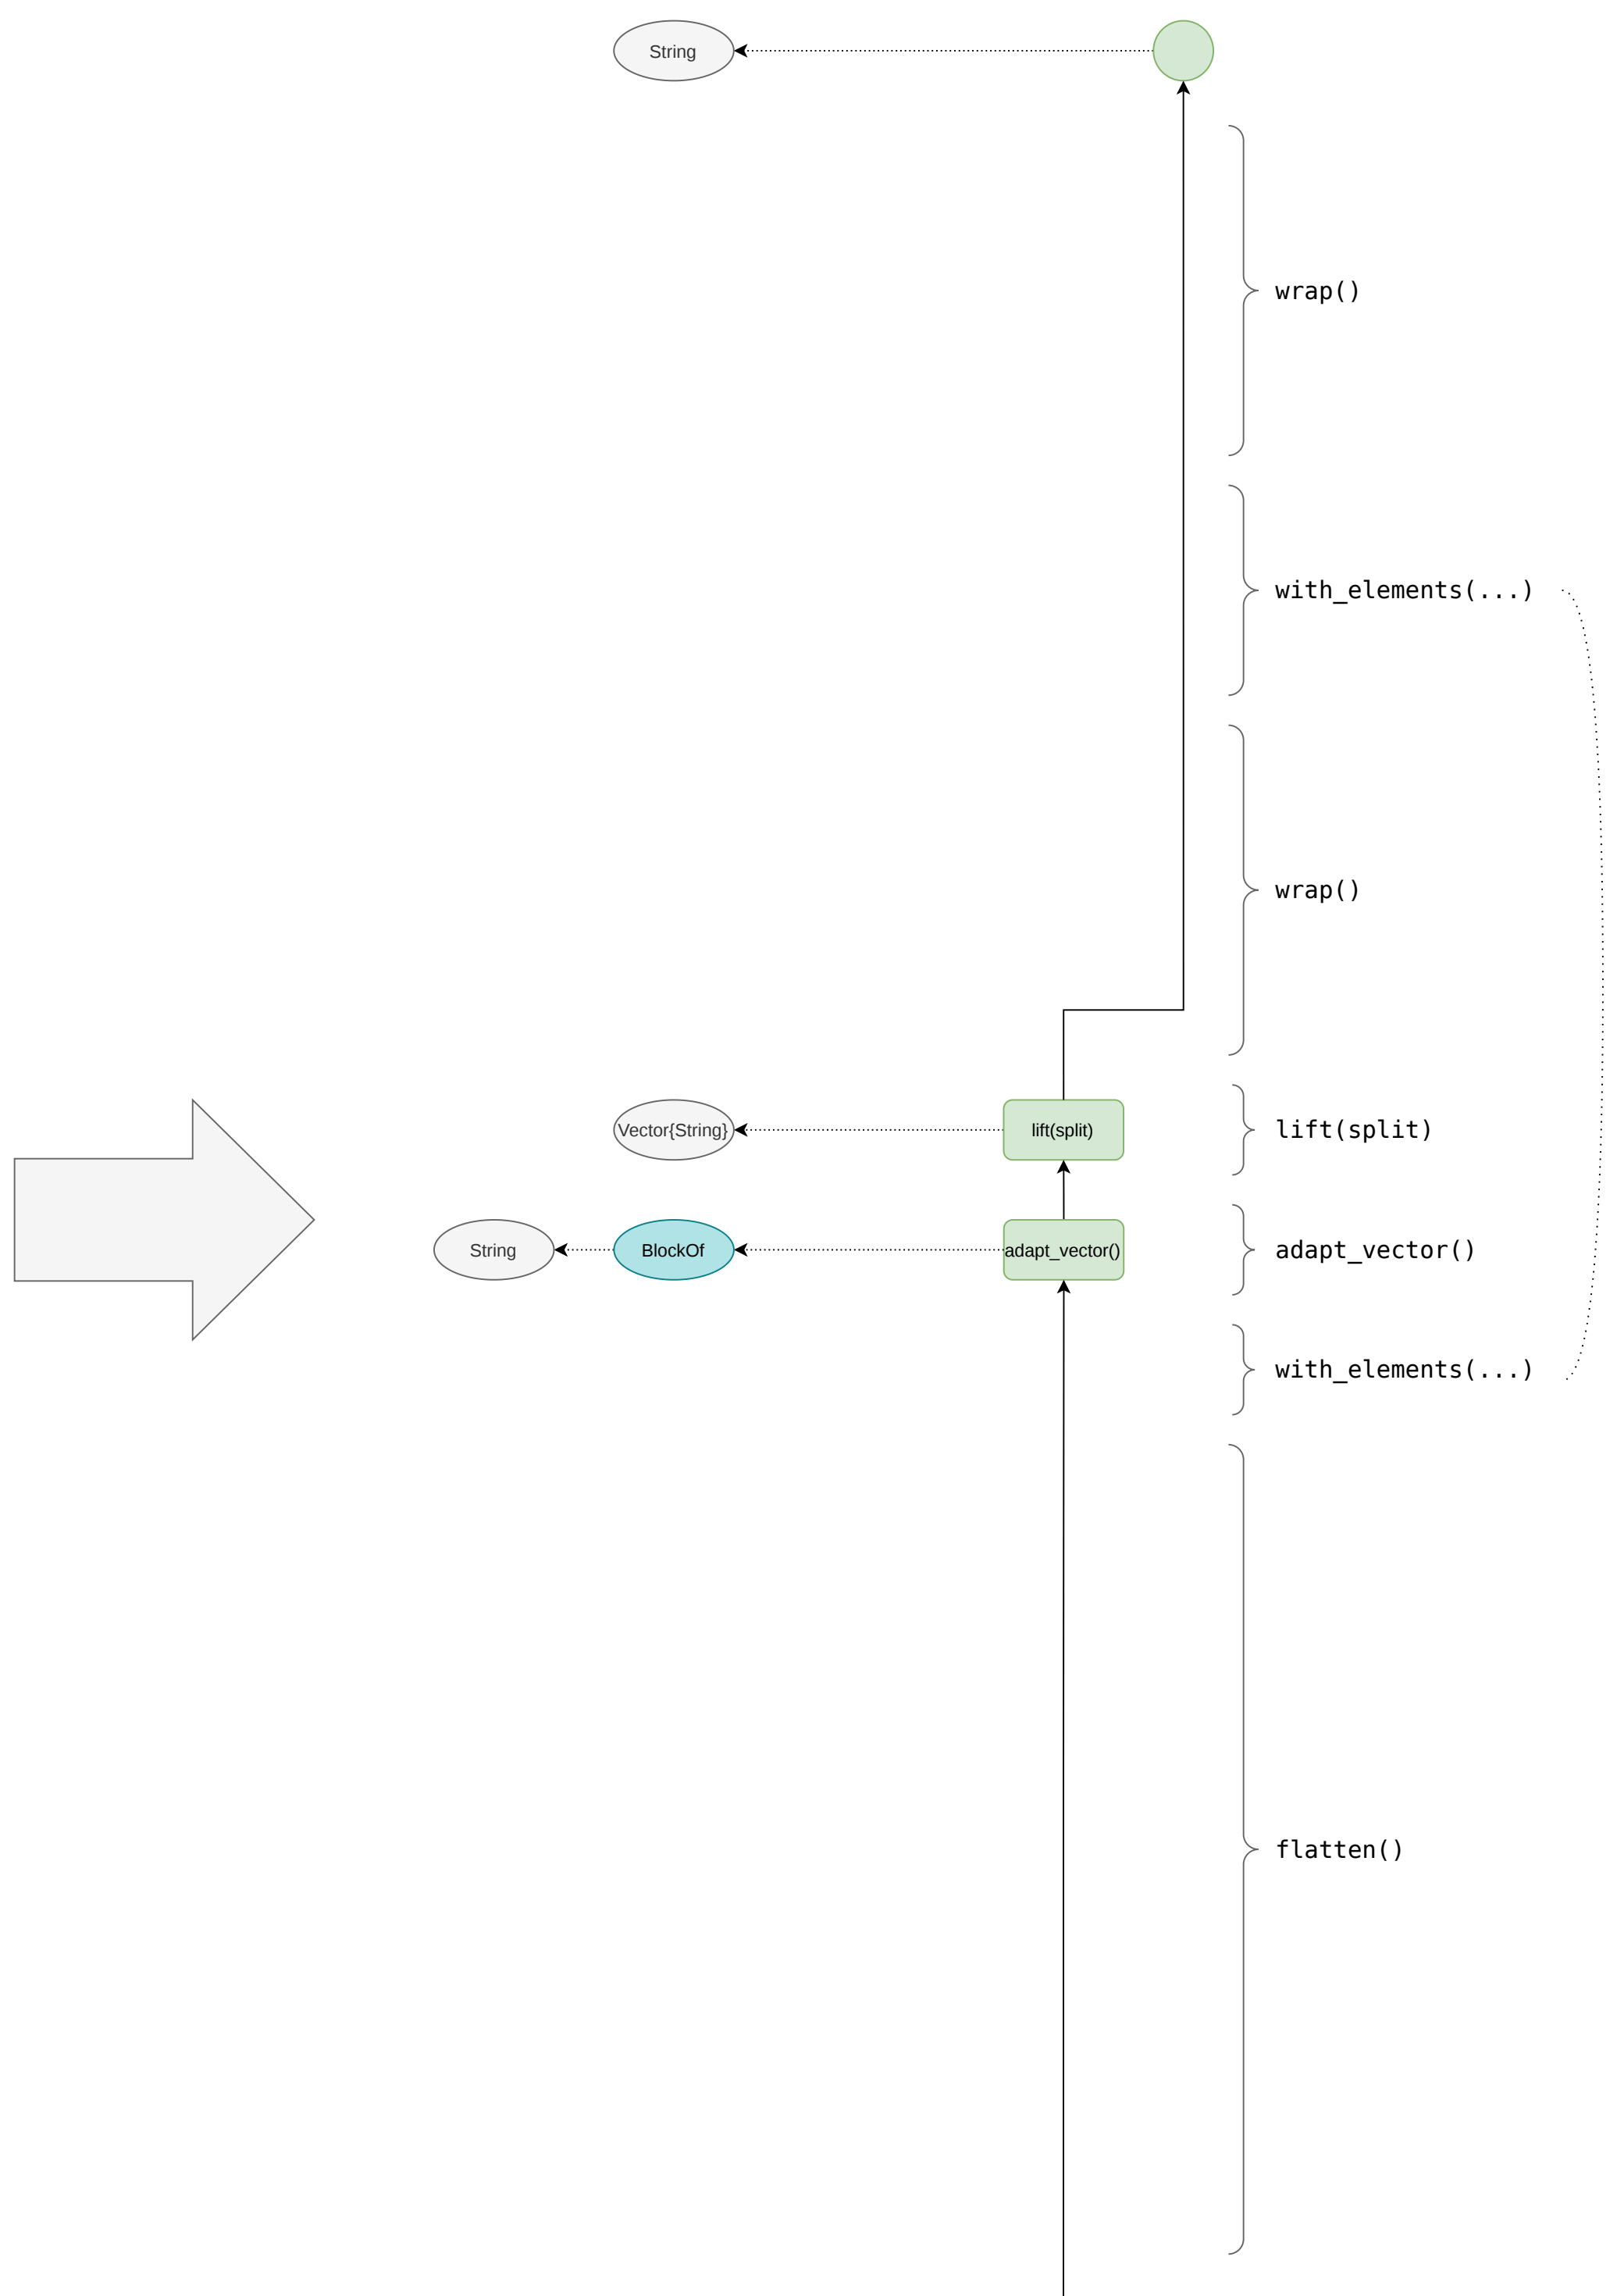 String
wrap()
with_elements(...)
wrap()
Vector{String}
lift(split)
lift(split)
String
BlockOf
adapt_vector()
adapt_vector()
with_elements(...)
flatten()